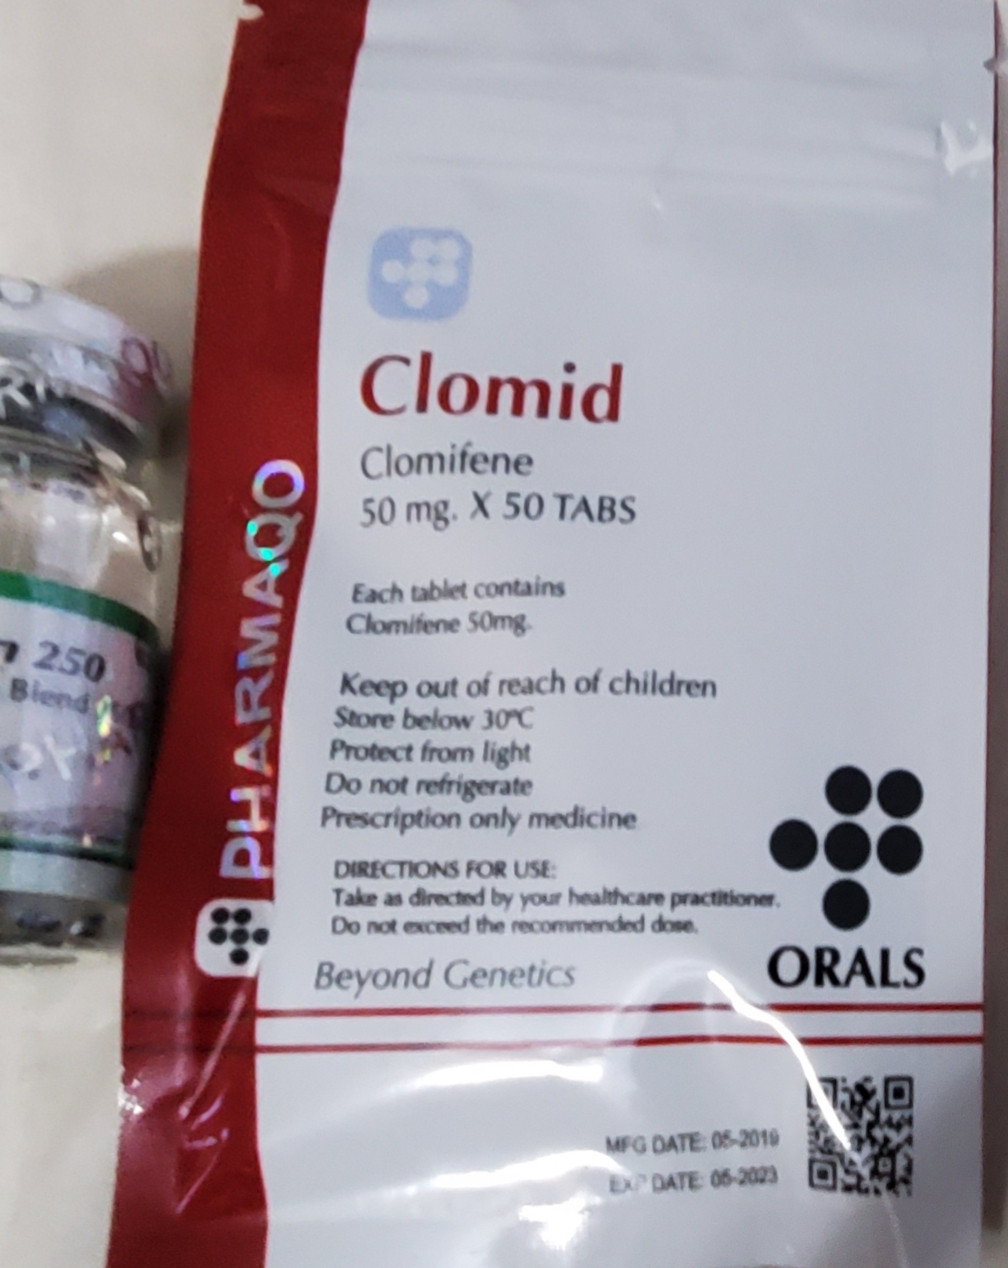 250
Blend
PHARMAQO
Clomid
Clomifene
50 mg. X 50 TABS
Each tablet contains
Clomifene 50mg.
Keep out of reach of children
Store below 30°C
Protect from light
Do not refrigerate
Prescription only medicine
DIRECTIONS FOR USE:
Take as directed by your healthcare practitioner.
Do not exceed the recommended dose.
Beyond Genetics
ORALS
MFG DATE: 05-2019
EXP DATE: 05-2023